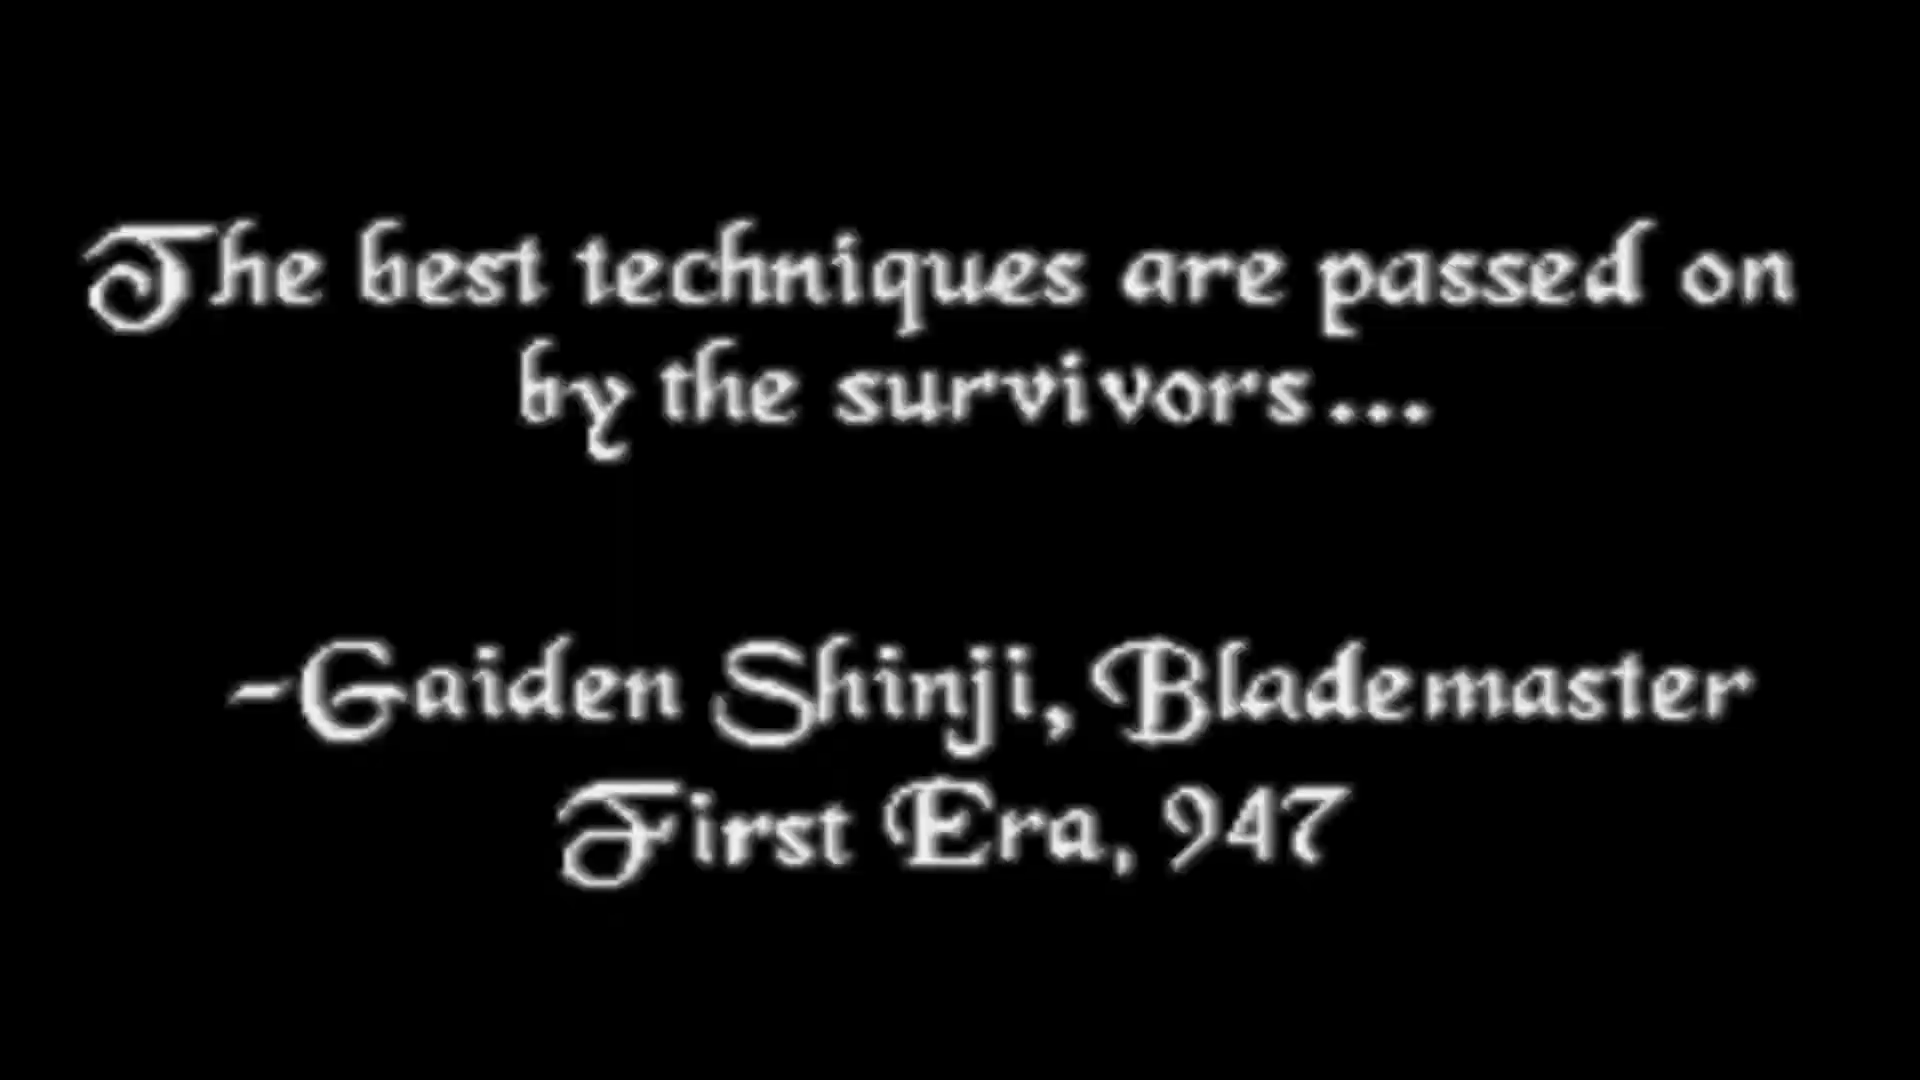 The best techniques are passed on
by the survivors...
-Gaiden Shinji, Blademaster
First Era, 947